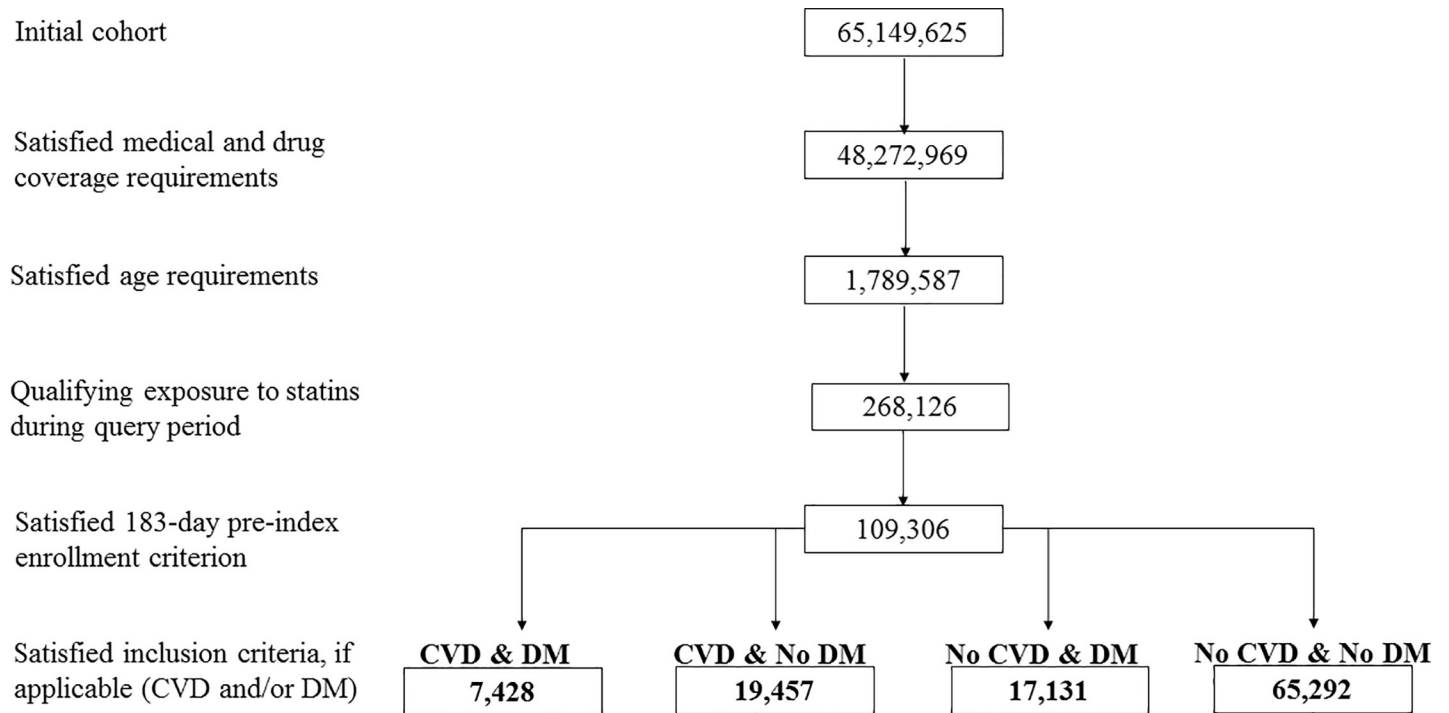 Initial cohort
65,149,625
Satisfied medical and drug
coverage requirements
48,272,969
Satisfied age requirements
1,789,587
Qualifying exposure to statins
during query period
268,126
Satisfied 183-day pre-index
enrollment criterion
109,306
Satisfied inclusion criteria, if
applicable (CVD and/or DM)
CVD & DM
7,428
CVD & No DM
19,457
No CVD & DM
17,131
No CVD & No DM
65,292